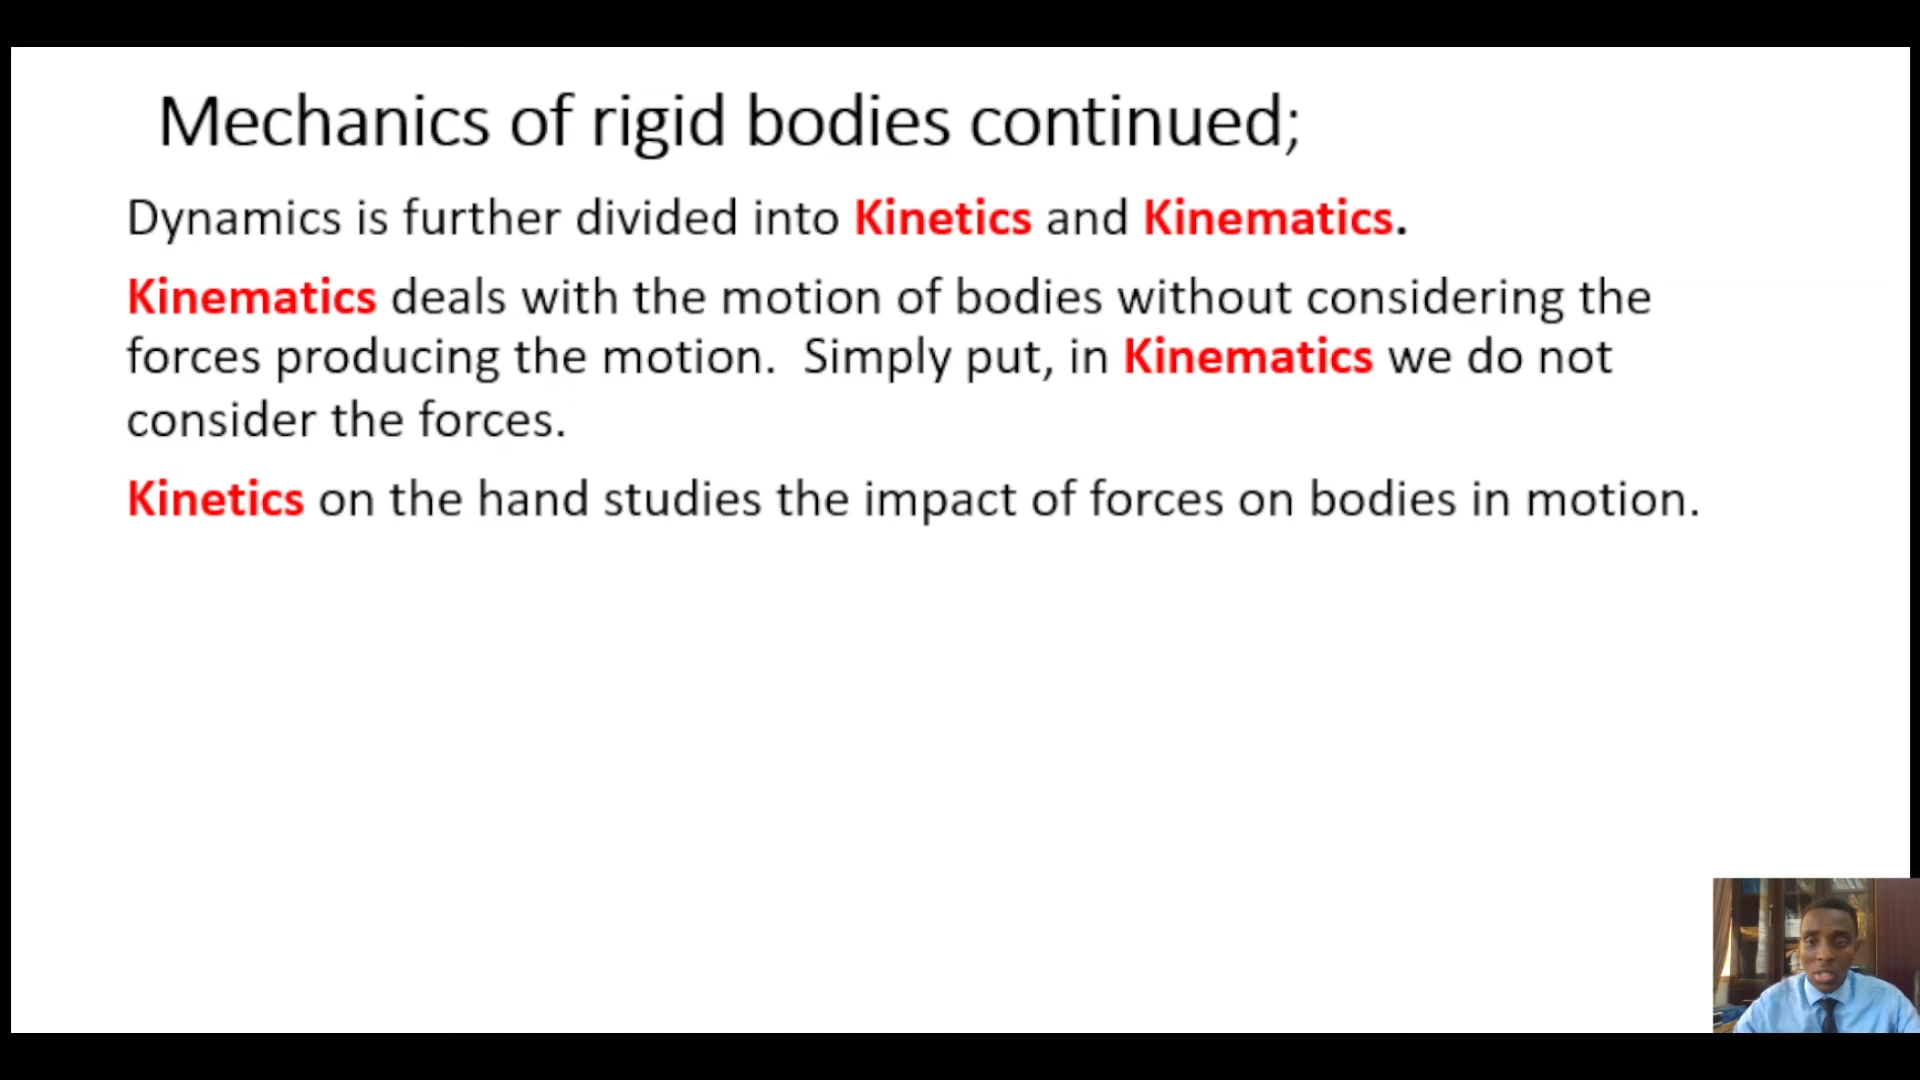 Mechanics of rigid bodies continued;
Dynamics is further divided into Kinetics and Kinematics.
Kinematics deals with the motion of bodies without considering the
forces producing the motion.  Simply put, in Kinematics we do not
consider the forces.
Kinetics on the hand studies the impact of forces on bodies in motion.